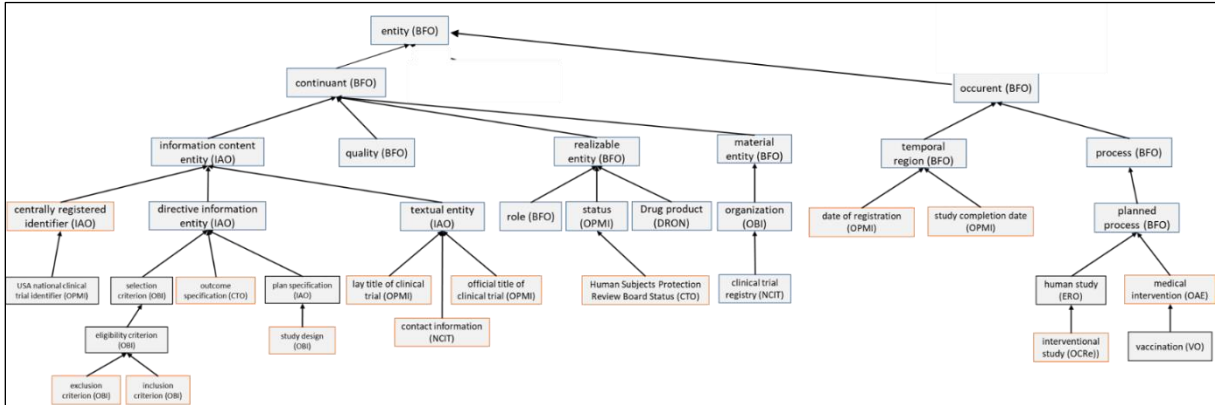 entity (BFO)
continuant (BFO)
occurent (BFO)
information content
entity (IAO)
quality (BFO)
realizable
entity (BFO)
material
entity (BFO)
temporal
region (BFO)
process (BFO)
centrally registered
identifier (IAO)
directive information
entity (IAO)
textual entity
(IAO)
role (BFO)
status
(OPMI)
Drug product
(DRON)
organization
(OBI)
date of registration
(OPMI)
study completion date
(OPMI)
planned
process (BFO)
USA national clinical
trial identifier (OPMI)
selection
criterion (OBI)
outcome
specification (CTO)
plan specification
(IAO)
lay title of clinical
trial (OPMI)
official title of
clinical trial (OPMI)
Human Subjects Protection
Review Board Status (CTO)
clinical trial
registry (NCIT)
human study
(ERO)
medical
intervention (OAE)
eligibility criterion
(OBI)
study design
(OBI)
contact information
(NCIT)
interventional
study (OCRe))
vaccination (VO)
exclusion
criterion (OBI)
inclusion
criterion (OBI)